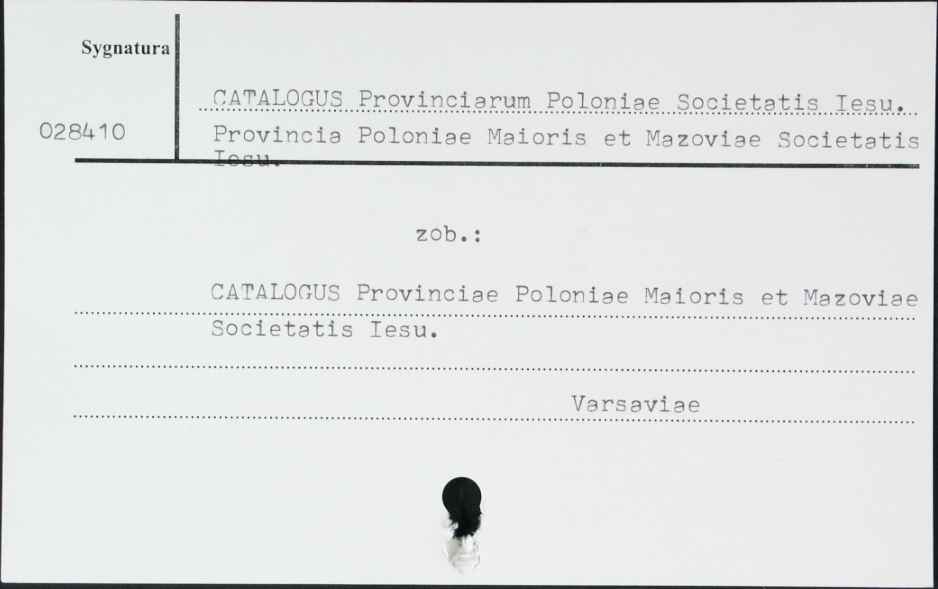 Sygnatura
CATALOGUS Provinciarum Poloniae Societatis Iesu.
028410
Provincia Poloniae Maioris et Mazoviae Societatis
Iesu.
zob.:
CATALOGUS Provinciae Poloniae Maioris et Mazoviae
Societatis Iesu.
Varsaviae